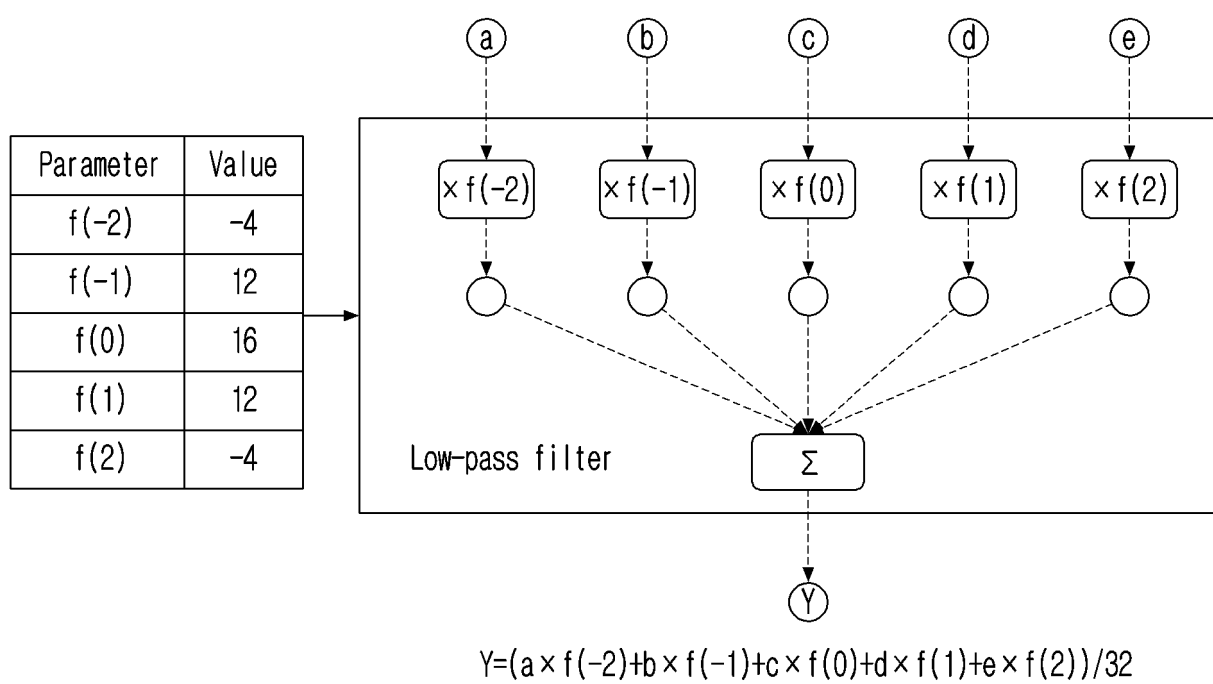 a b c d e
Parameter Value
f(-2) -4
f(-1) 12
f(0) 16
f(1) 12
f(2) -4
×f(-2) ×f(-1) ×f(0) ×f(1) ×f(2)
Low-pass filter
Σ
Y
Y=(a×f(-2)+b×f(-1)+c×f(0)+d×f(1)+e×f(2))/32